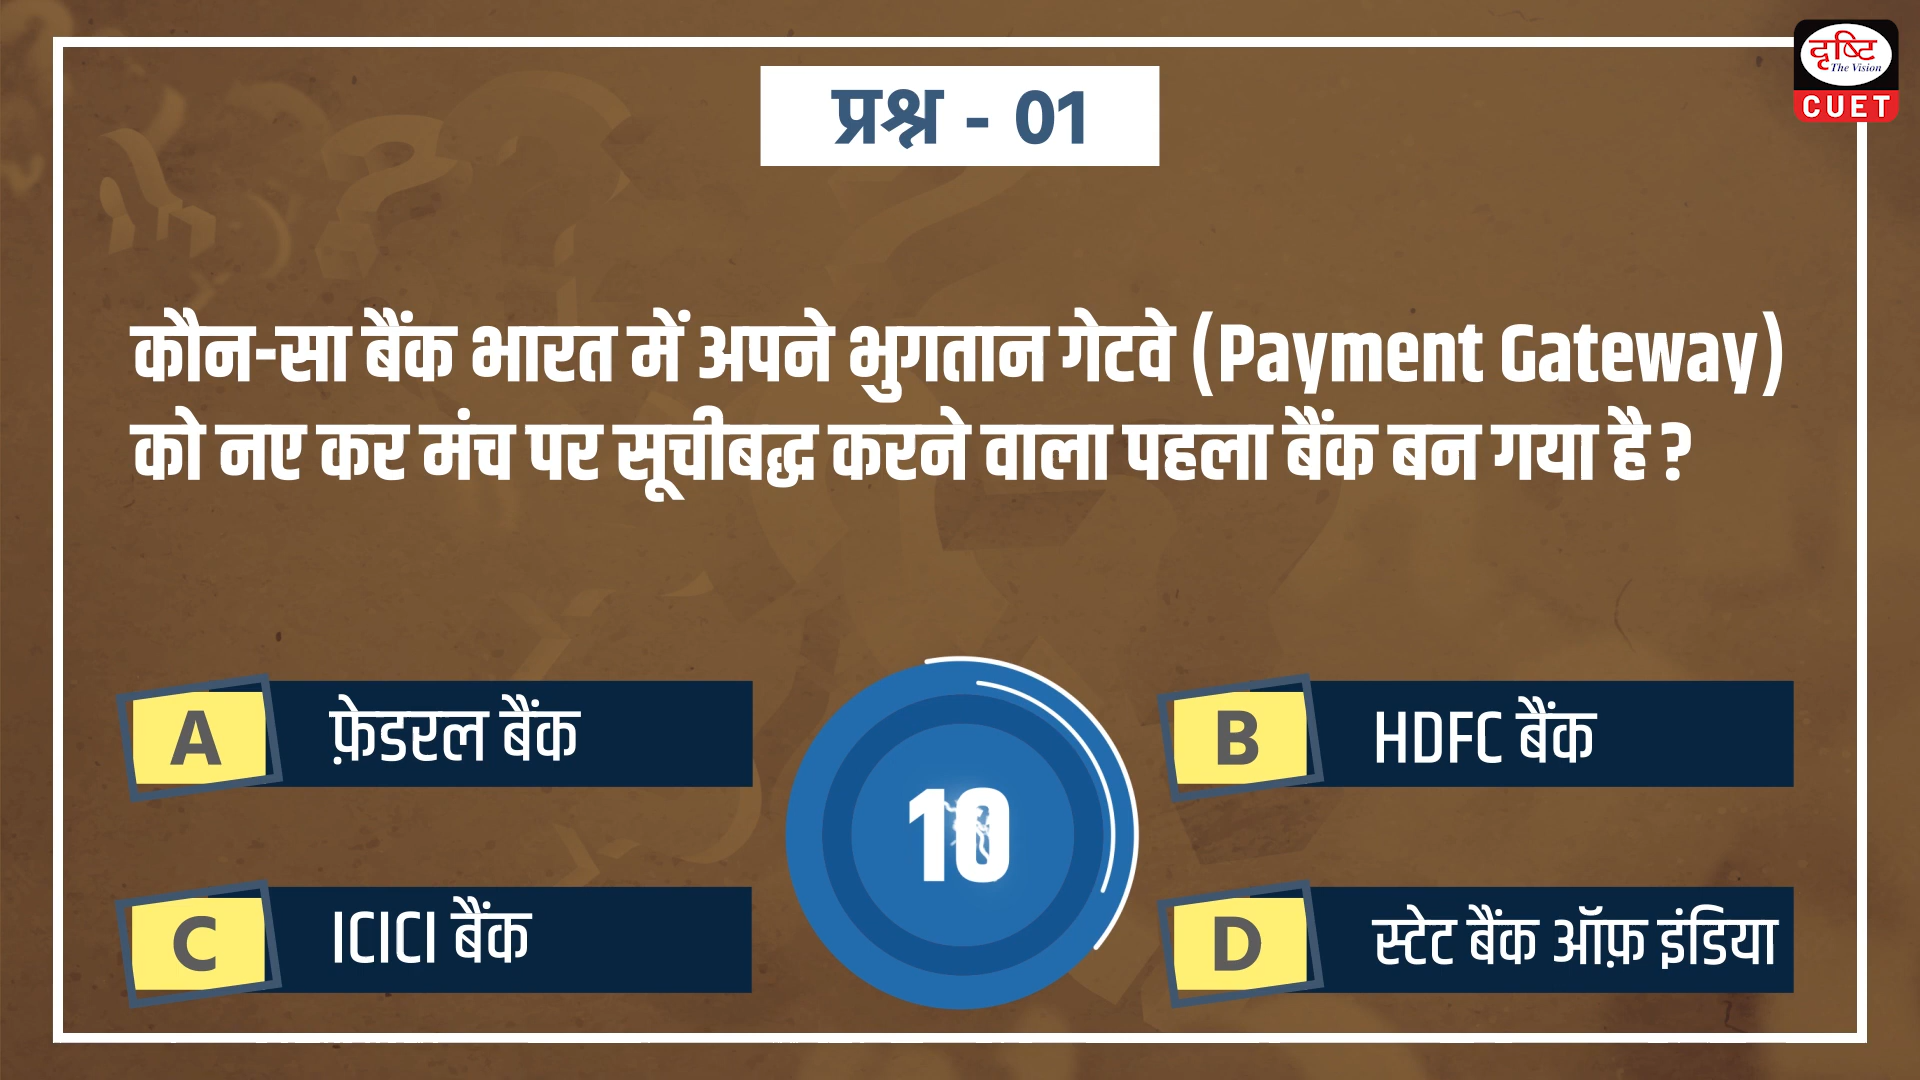 दृष्टि
The Vision
CUET
प्रश्न - 01
कौन-सा बैंक भारत में अपने भुगतान गेटवे (Payment Gateway)
को नए कर मंच पर सूचीबद्ध करने वाला पहला बैंक बन गया है ?
A फ़ेडरल बैंक
B HDFC बैंक
10
C ICICI बैंक
D स्टेट बैंक ऑफ़ इंडिया